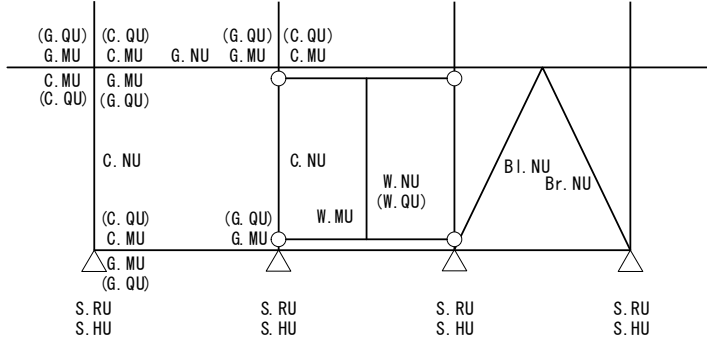 (G.QU) (C.QU) (G.QU) (C.QU)
G.MU C.MU G.NU G.MU C.MU
C.MU G.MU
(C.QU) (G.QU)
C.NU C.NU Bl.NU
W.NU Br.NU
(W.QU)
(C.QU) (G.QU) W.MU
C.MU G.MU
G.MU
(G.QU)
S.RU S.RU S.RU S.RU
S.HU S.HU S.HU S.HU